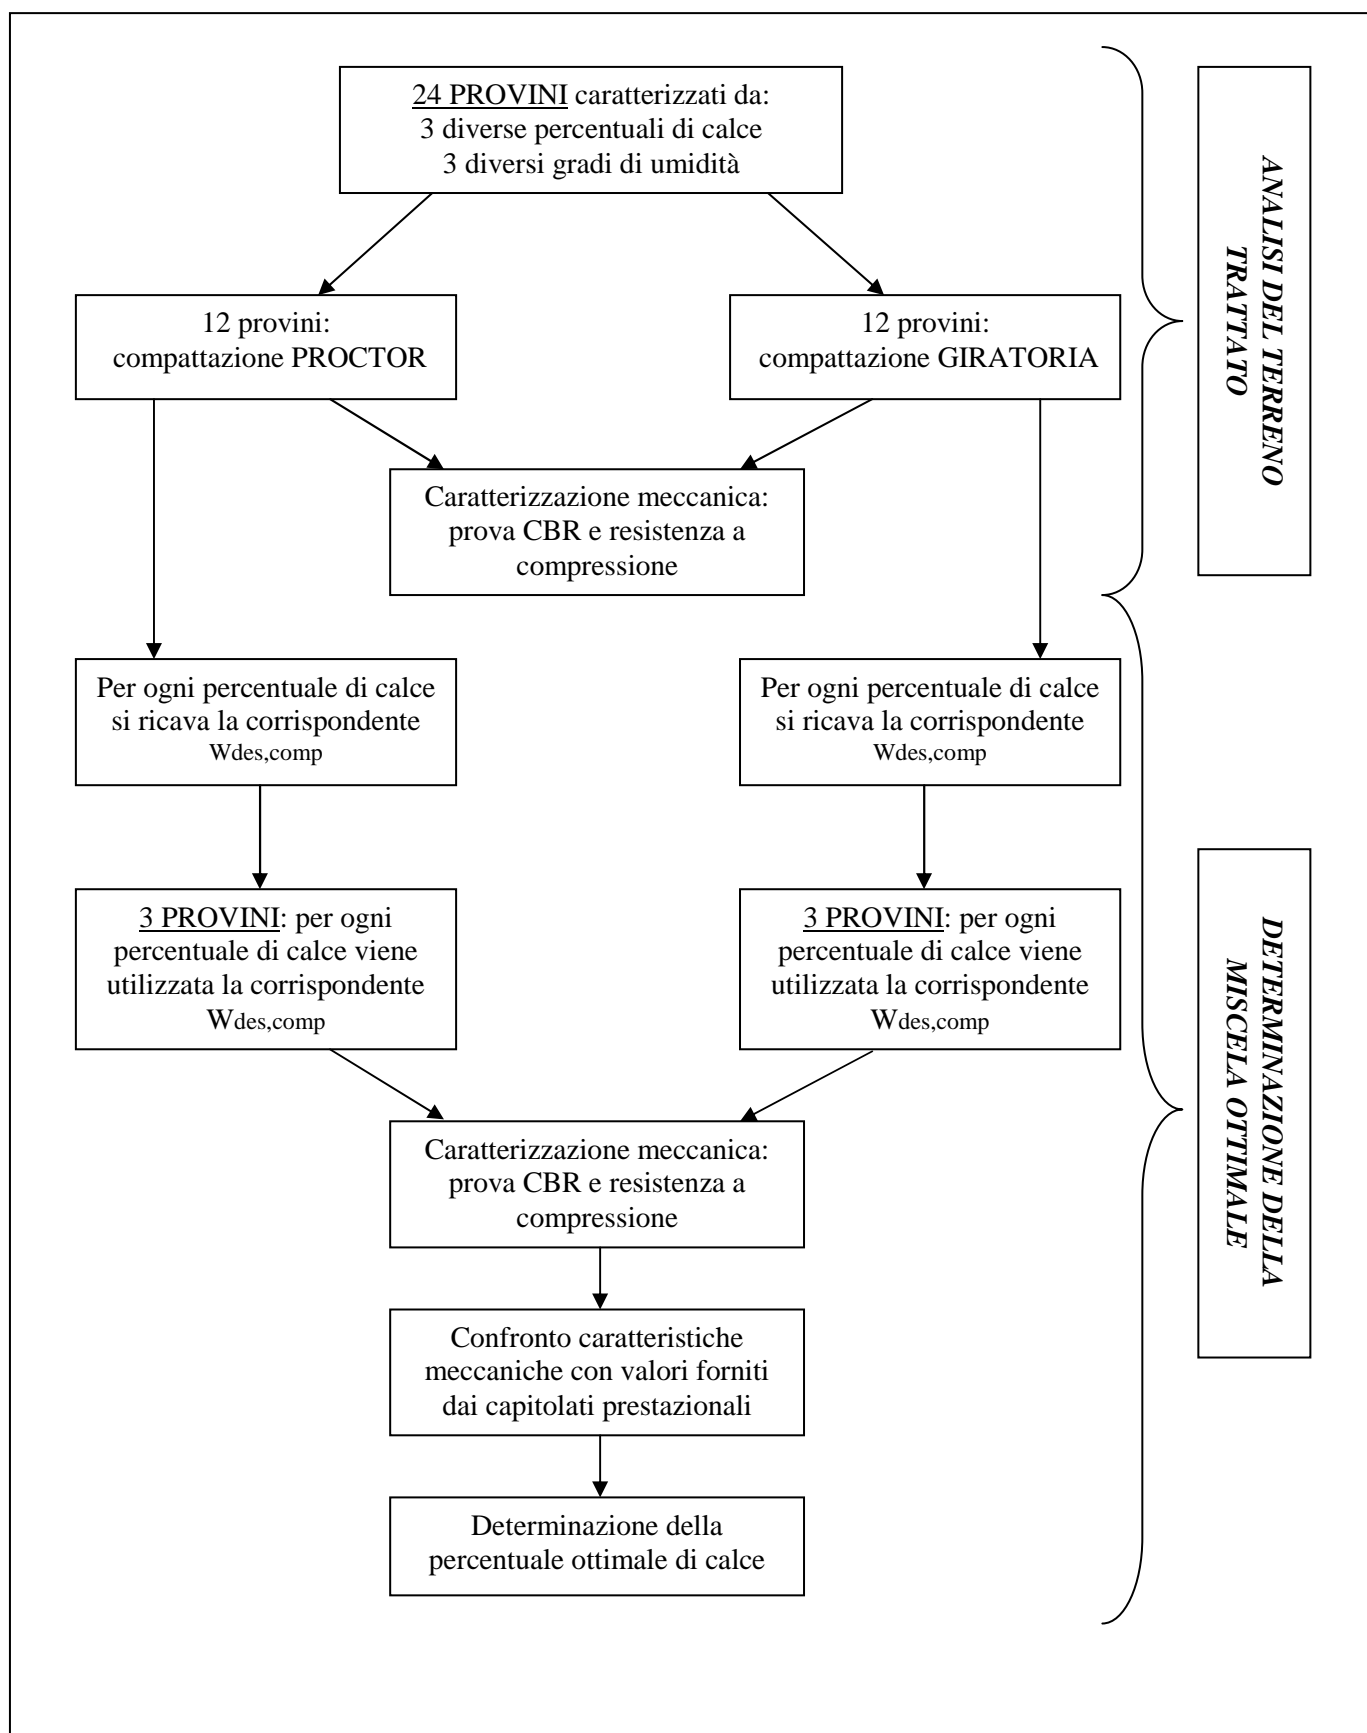 24 PROVINI caratterizzati da:
3 diverse percentuali di calce
3 diversi gradi di umidità
12 provini:
compattazione PROCTOR
12 provini:
compattazione GIRATORIA
Caratterizzazione meccanica:
prova CBR e resistenza a
compressione
ANALISI DEL TERRENO
TRATTATO
Per ogni percentuale di calce
si ricava la corrispondente
Wdes,comp
Per ogni percentuale di calce
si ricava la corrispondente
Wdes,comp
3 PROVINI: per ogni
percentuale di calce viene
utilizzata la corrispondente
Wdes,comp
3 PROVINI: per ogni
percentuale di calce viene
utilizzata la corrispondente
Wdes,comp
Caratterizzazione meccanica:
prova CBR e resistenza a
compressione
Confronto caratteristiche
meccaniche con valori forniti
dai capitolati prestazionali
Determinazione della
percentuale ottimale di calce
DETERMINAZIONE DELLA
MISCELA OTTIMALE